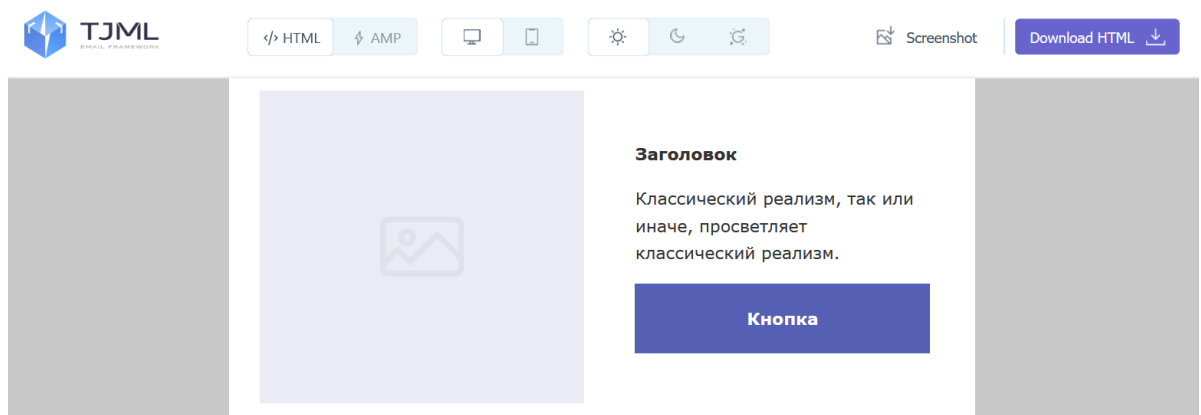 TJML
EMAIL FRAMEWORK
</> HTML
AMP
Screenshot
Download HTML
Заголовок
Классический реализм, так или
иначе, просветляет
классический реализм.
Кнопка